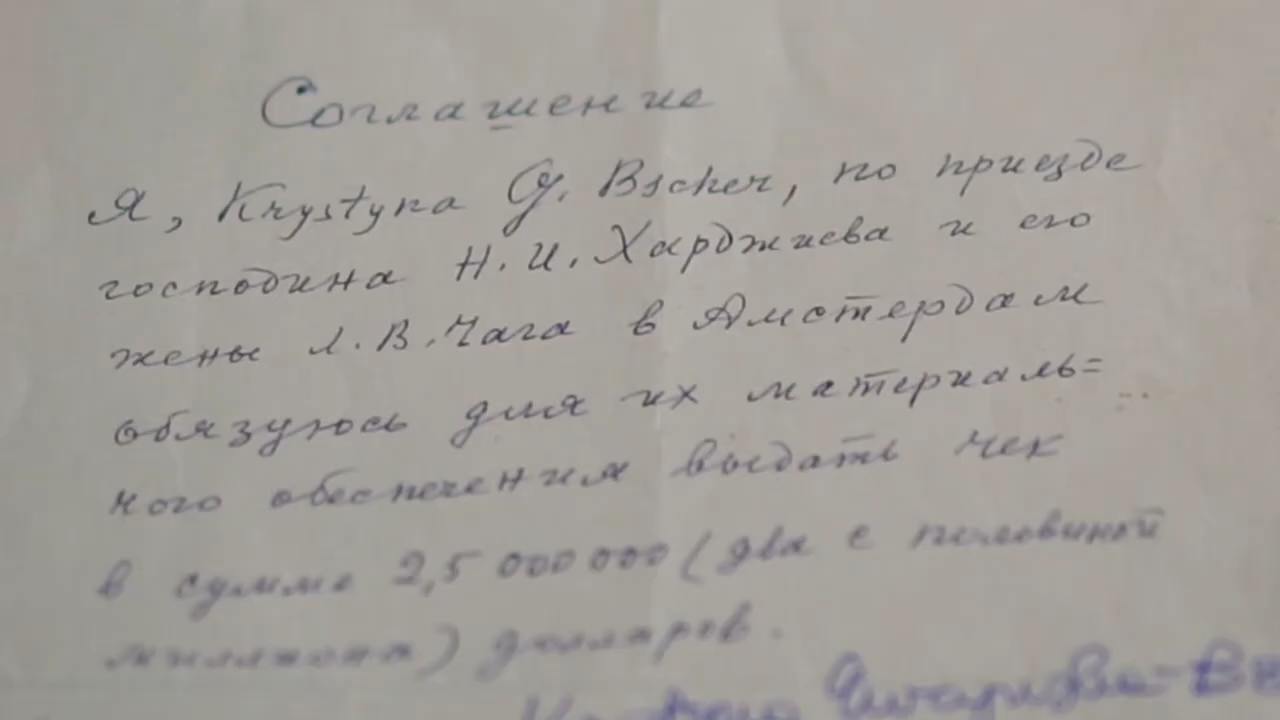 Соглашение
Я, Krystyna G. Bscher, по приезде
господина Н.И. Харджиева и его
жены Л.В. Чага в Амстердам
обязуюсь для их материаль=
ного обеспечения выдать чек
в сумме 2,5 000 000 (два с половиной
миллиона) долларов.